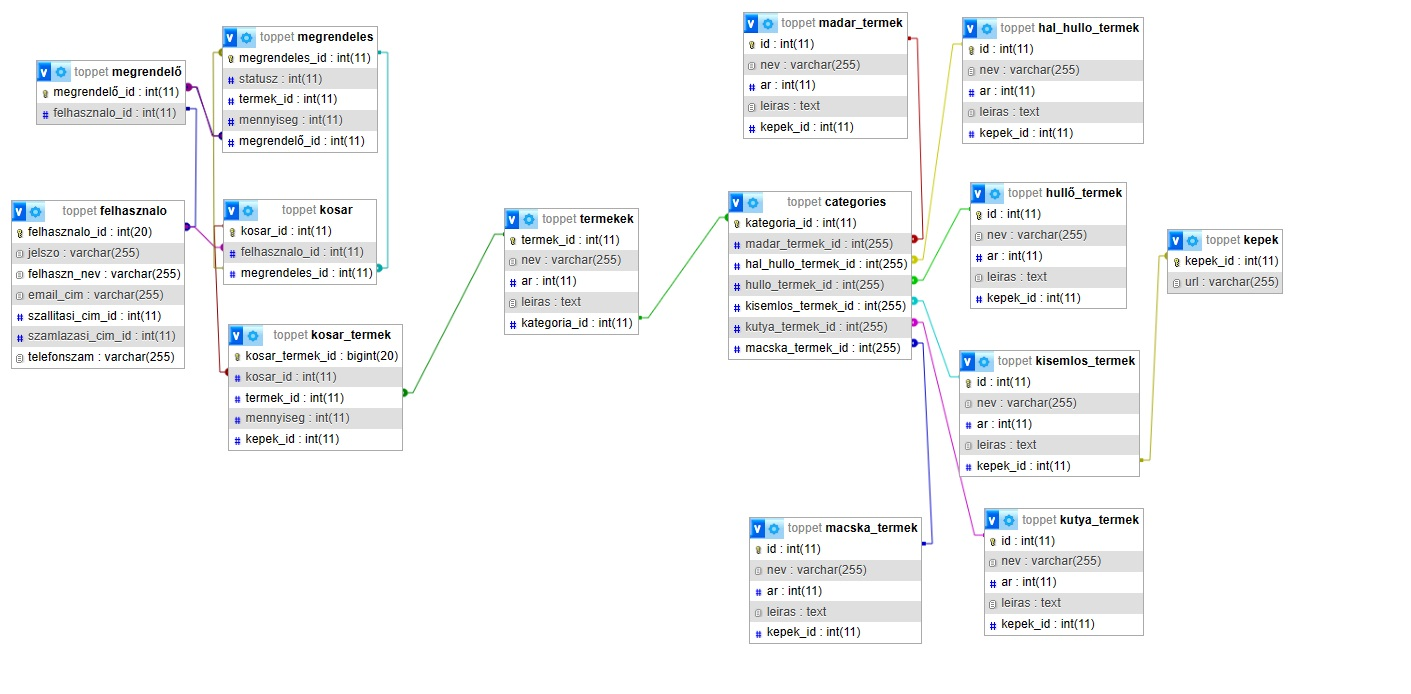 toppet megrendelő
megrendelő_id : int(11)
felhasznalo_id : int(11)
toppet megrendeles
megrendeles_id : int(11)
statusz : int(11)
termek_id : int(11)
mennyiseg : int(11)
megrendelő_id : int(11)
toppet felhasznalo
felhasznalo_id : int(20)
jelszo : varchar(255)
felhaszn_nev : varchar(255)
email_cim : varchar(255)
szallitasi_cim_id : int(11)
szamlazasi_cim_id : int(11)
telefonszam : varchar(255)
toppet kosar
kosar_id : int(11)
felhasznalo_id : int(11)
megrendeles_id : int(11)
toppet kosar_termek
kosar_termek_id : bigint(20)
kosar_id : int(11)
termek_id : int(11)
mennyiseg : int(11)
kepek_id : int(11)
toppet termekek
termek_id : int(11)
nev : varchar(255)
ar : int(11)
leiras : text
kategoria_id : int(11)
toppet madar_termek
id : int(11)
nev : varchar(255)
ar : int(11)
leiras : text
kepek_id : int(11)
toppet categories
kategoria_id : int(11)
madar_termek_id : int(255)
hal_hullo_termek_id : int(255)
hullo_termek_id : int(255)
kisemlos_termek_id : int(255)
kutya_termek_id : int(255)
macska_termek_id : int(255)
toppet macska_termek
id : int(11)
nev : varchar(255)
ar : int(11)
leiras : text
kepek_id : int(11)
toppet hal_hullo_termek
id : int(11)
nev : varchar(255)
ar : int(11)
leiras : text
kepek_id : int(11)
toppet hullő_termek
id : int(11)
nev : varchar(255)
ar : int(11)
leiras : text
kepek_id : int(11)
toppet kisemlos_termek
id : int(11)
nev : varchar(255)
ar : int(11)
leiras : text
kepek_id : int(11)
toppet kutya_termek
id : int(11)
nev : varchar(255)
ar : int(11)
leiras : text
kepek_id : int(11)
toppet kepek
kepek_id : int(11)
url : varchar(255)